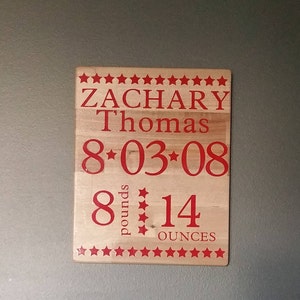 ZACHARY
Thomas
8★03★08
8 pounds
14 OUNCES